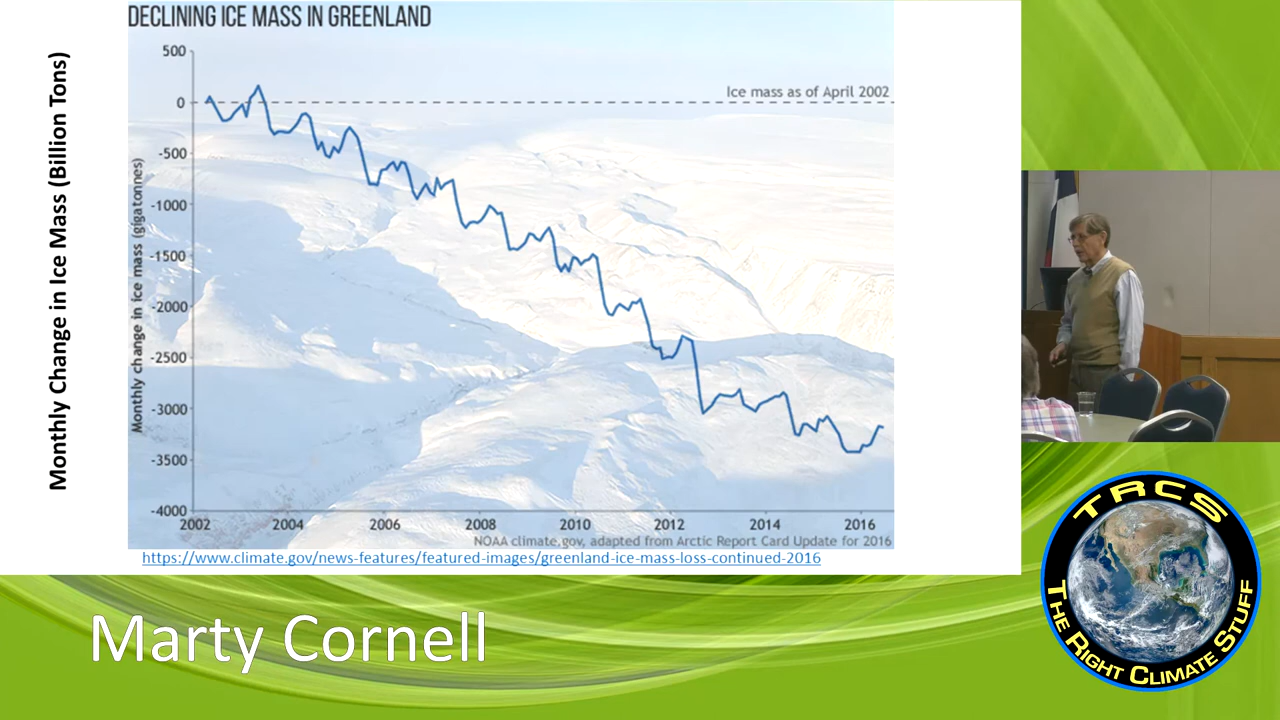 DECLINING ICE MASS IN GREENLAND
Monthly Change in Ice Mass (Billion Tons)
Monthly change in ice mass (gigatonnes)
500
0
-500
-1000
-1500
-2000
-2500
-3000
-3500
-4000
Ice mass as of April 2002
2002 2004 2006 2008 2010 2012 2014 2016
NOAA climate.gov, adapted from Arctic Report Card Update for 2016
https://www.climate.gov/news-features/featured-images/greenland-ice-mass-loss-continued-2016
Marty Cornell
TRCS
THE RIGHT CLIMATE STUFF